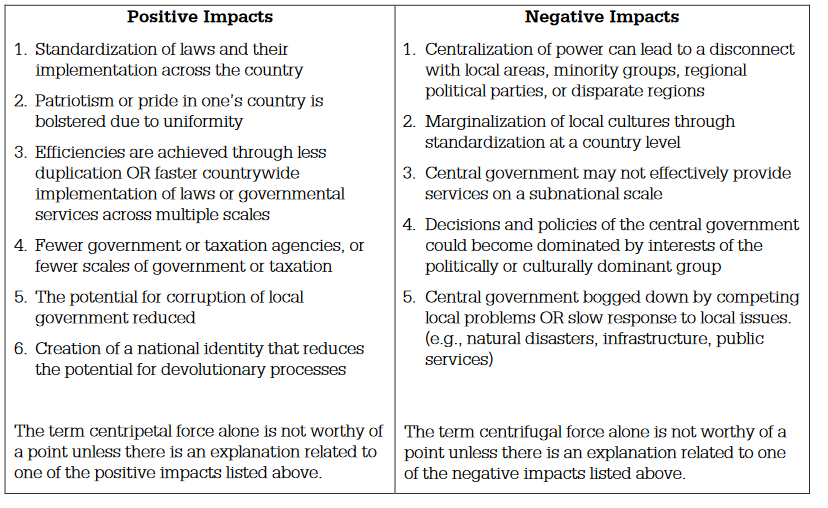 Positive Impacts
1. Standardization of laws and their
implementation across the country
2. Patriotism or pride in one's country is
bolstered due to uniformity
3. Efficiencies are achieved through less
duplication OR faster countrywide
implementation of laws or governmental
services across multiple scales
4. Fewer government or taxation agencies, or
fewer scales of government or taxation
5. The potential for corruption of local
government reduced
6. Creation of a national identity that reduces
the potential for devolutionary processes
The term centripetal force alone is not worthy of
a point unless there is an explanation related to
one of the positive impacts listed above.
Negative Impacts
1. Centralization of power can lead to a disconnect
with local areas, minority groups, regional
political parties, or disparate regions
2. Marginalization of local cultures through
standardization at a country level
3. Central government may not effectively provide
services on a subnational scale
4. Decisions and policies of the central government
could become dominated by interests of the
politically or culturally dominant group
5. Central government bogged down by competing
local problems OR slow response to local issues.
(e.g., natural disasters, infrastructure, public
services)
The term centrifugal force alone is not worthy of a
point unless there is an explanation related to one
of the negative impacts listed above.